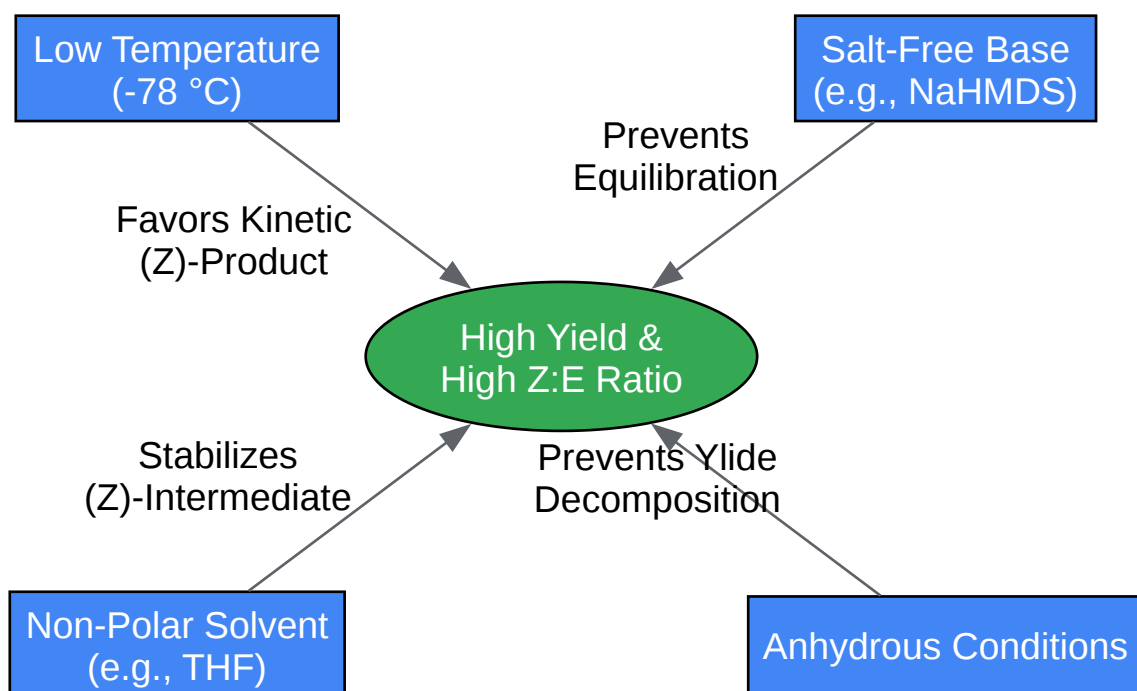 Low Temperature
(-78 °C)
Salt-Free Base
(e.g., NaHMDS)
Prevents
Equilibration
Favors Kinetic
(Z)-Product
High Yield &
High Z:E Ratio
Stabilizes
(Z)-Intermediate
Prevents Ylide
Decomposition
Non-Polar Solvent
(e.g., THF)
Anhydrous Conditions